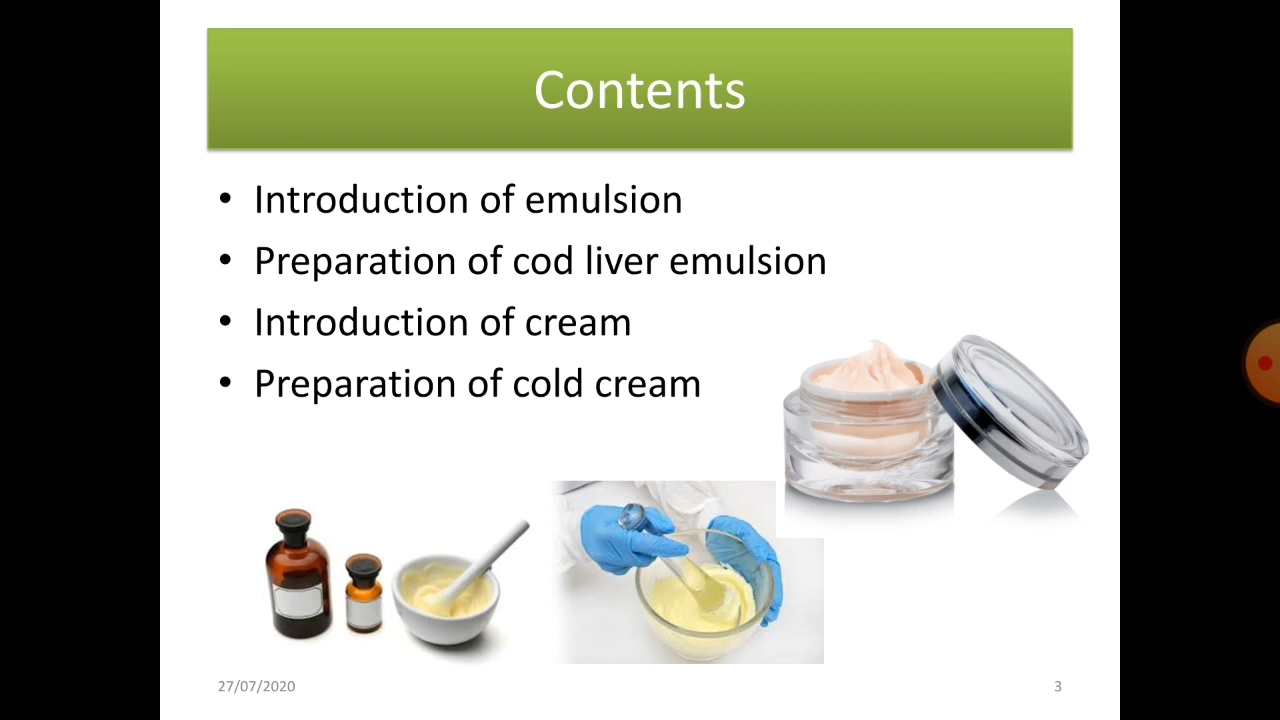 Contents
• Introduction of emulsion
• Preparation of cod liver emulsion
• Introduction of cream
• Preparation of cold cream
27/07/2020
3